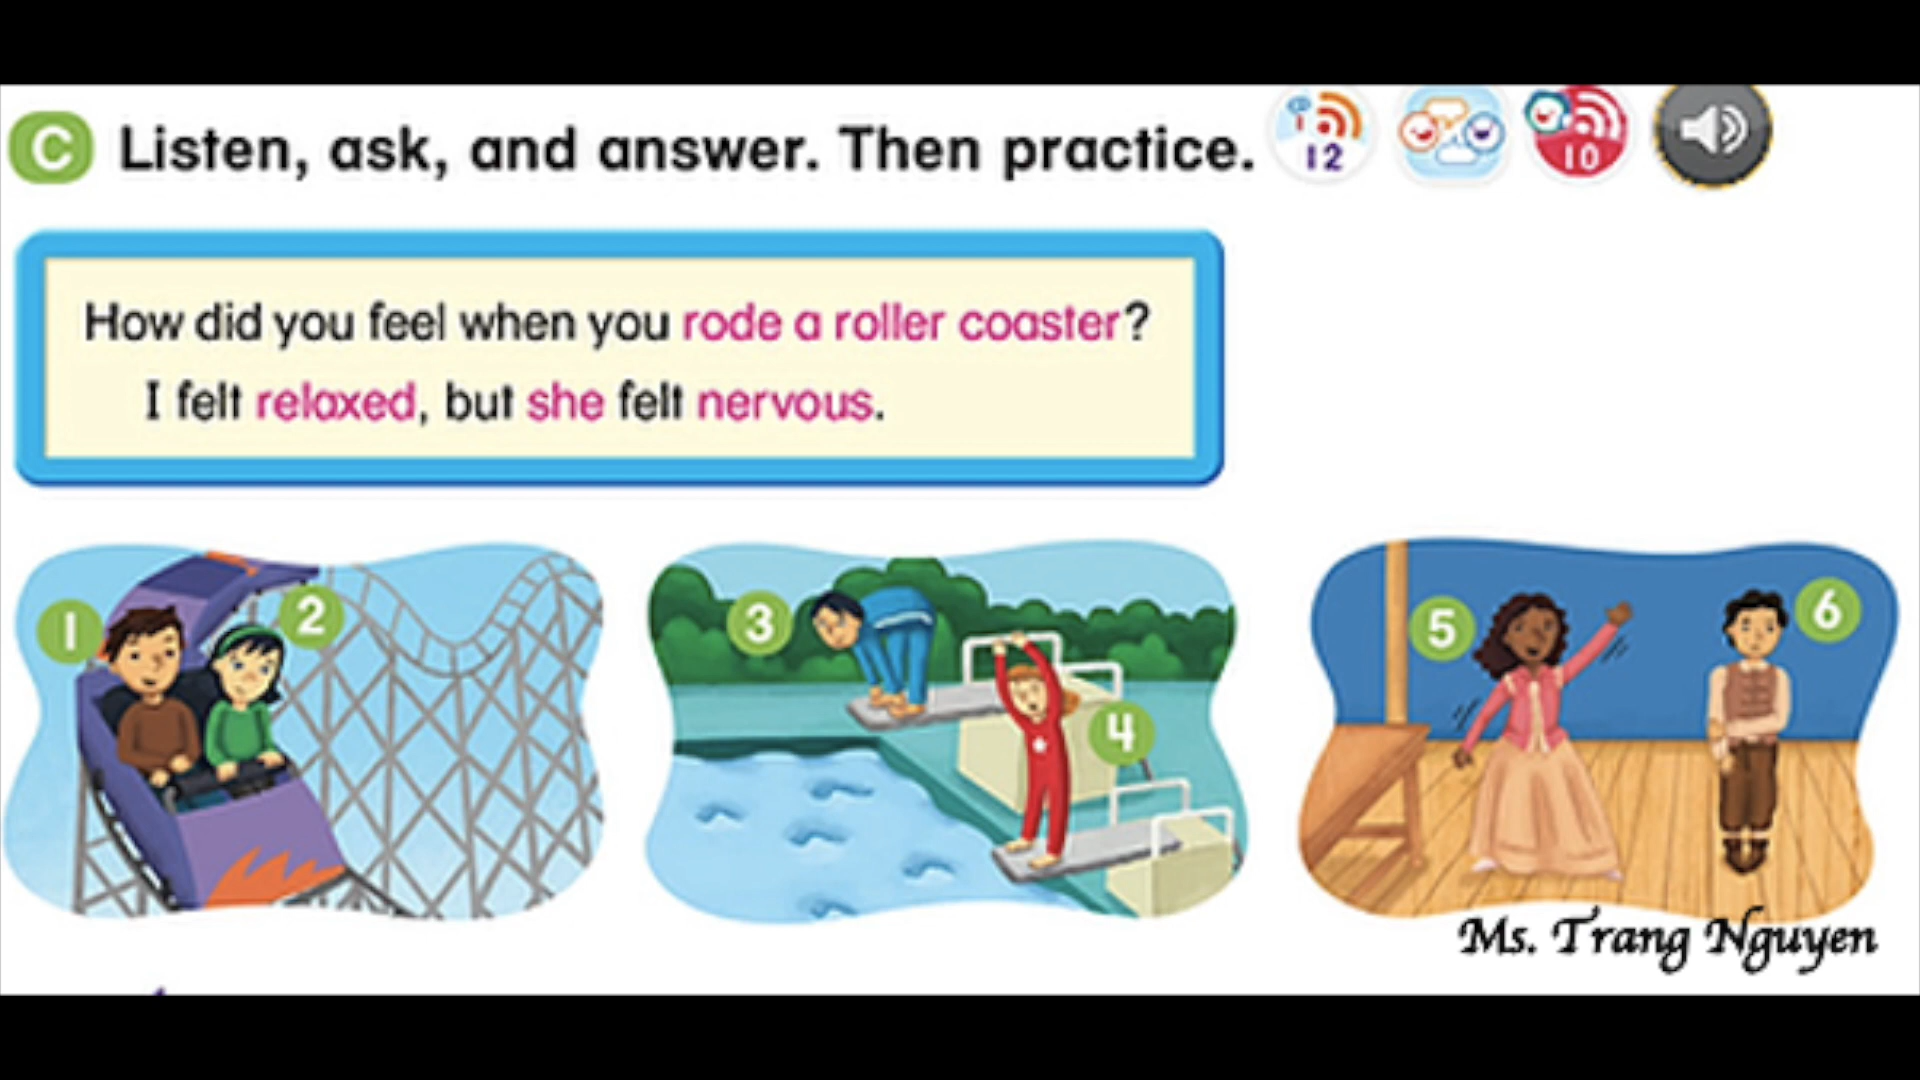 C Listen, ask, and answer. Then practice. 12 10
How did you feel when you rode a roller coaster?
I felt relaxed, but she felt nervous.
1
2
3
4
5
6
Ms. Trang Nguyen